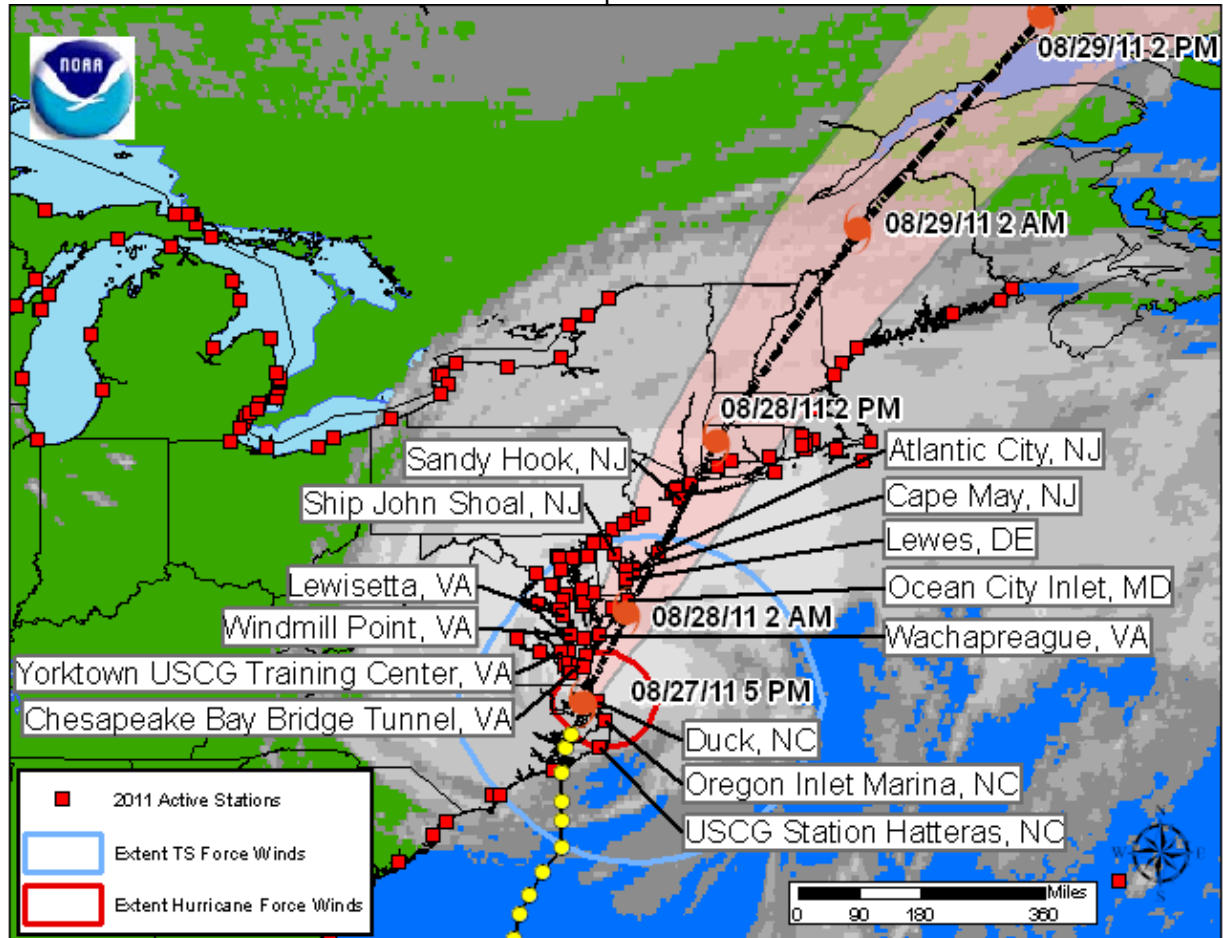 NOAA
08/29/11 2 PM
08/29/11 2 AM
08/28/11 2 PM
Sandy Hook, NJ
Atlantic City, NJ
Ship John Shoal, NJ
Cape May, NJ
Lewes, DE
Lewisetta, VA
Ocean City Inlet, MD
08/28/11 2 AM
Windmill Point, VA
Wachapreague, VA
Yorktown USCG Training Center, VA
08/27/11 5 PM
Chesapeake Bay Bridge Tunnel, VA
Duck, NC
Oregon Inlet Marina, NC
USCG Station Hatteras, NC
2011 Active Stations
Extent TS Force Winds
Extent Hurricane Force Winds
N
W E
S
Miles
0 90 180 360